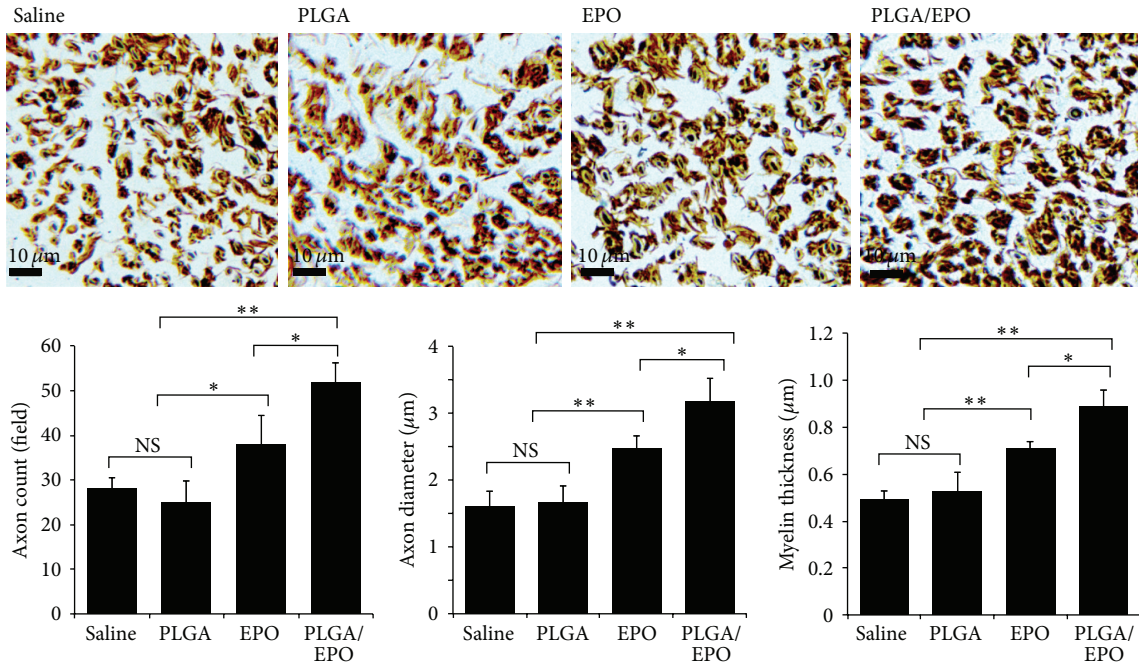 Saline PLGA EPO PLGA/EPO
10 μm 10 μm 10 μm 10 μm
Axon count (field)
60
50
40
30
20
10
0
NS
*
**
*
Saline PLGA EPO PLGA/
EPO
Axon diameter (μm)
4
3
2
1
0
NS
**
**
*
Saline PLGA EPO PLGA/
EPO
Myelin thickness (μm)
1.2
1.0
0.8
0.6
0.4
0.2
0
NS
**
**
*
Saline PLGA EPO PLGA/
EPO